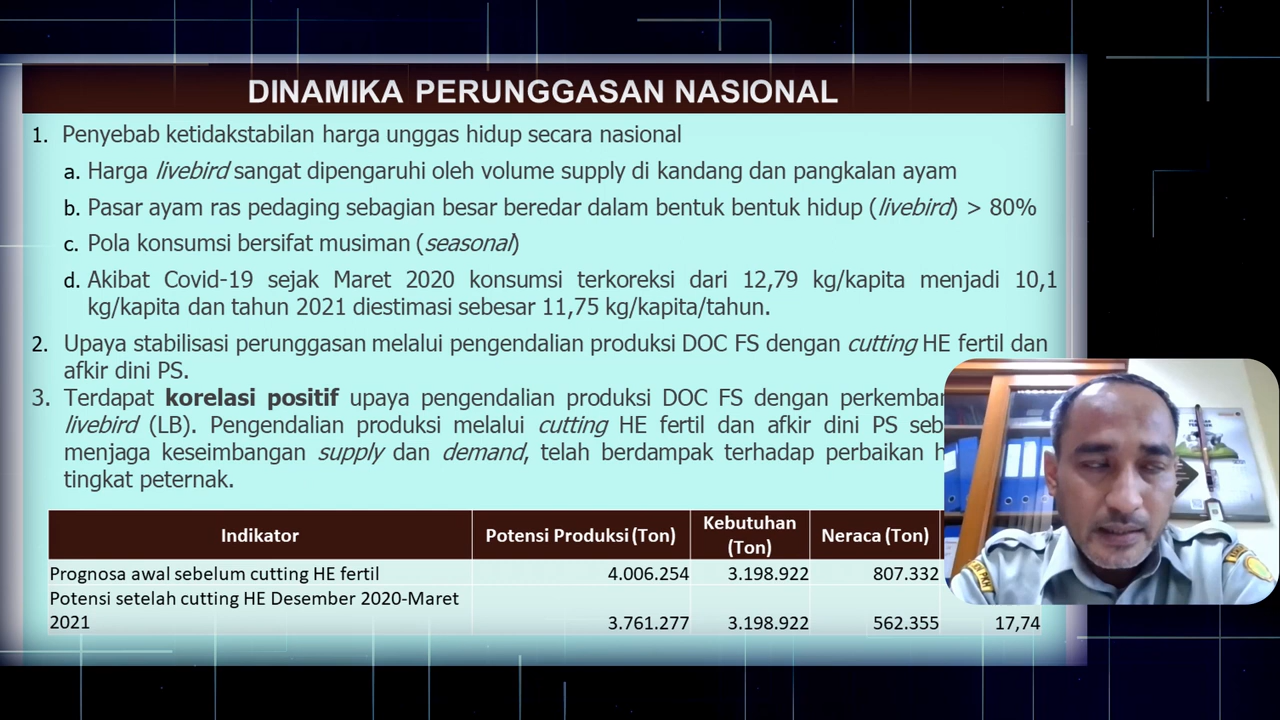 DINAMIKA PERUNGGASAN NASIONAL
1. Penyebab ketidakstabilan harga unggas hidup secara nasional
a. Harga livebird sangat dipengaruhi oleh volume supply di kandang dan pangkalan ayam
b. Pasar ayam ras pedaging sebagian besar beredar dalam bentuk bentuk hidup (livebird) > 80%
c. Pola konsumsi bersifat musiman (seasonal)
d. Akibat Covid-19 sejak Maret 2020 konsumsi terkoreksi dari 12,79 kg/kapita menjadi 10,1
kg/kapita dan tahun 2021 diestimasi sebesar 11,75 kg/kapita/tahun.
2. Upaya stabilisasi perunggasan melalui pengendalian produksi DOC FS dengan cutting HE fertil dan
afkir dini PS.
3. Terdapat korelasi positif upaya pengendalian produksi DOC FS dengan
livebird (LB). Pengendalian produksi melalui cutting HE fertil dan afkir dini PS
menjaga keseimbangan supply dan demand, telah berdampak terhadap perbaikan
tingkat peternak.
Indikator Potensi Produksi (Ton) Kebutuhan (Ton) Neraca (Ton)
Prognosa awal sebelum cutting HE fertil 4.006.254 3.198.922 807.332
Potensi setelah cutting HE Desember 2020-Maret
2021 3.761.277 3.198.922 562.355 17,74